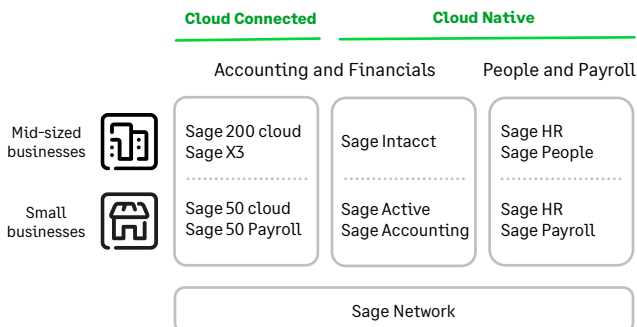 Cloud Connected
Cloud Native
Accounting and Financials
People and Payroll
Mid-sized
businesses
Sage 200 cloud
Sage X3
Sage Intacct
Sage HR
Sage People
Small
businesses
Sage 50 cloud
Sage 50 Payroll
Sage Active
Sage Accounting
Sage HR
Sage Payroll
Sage Network